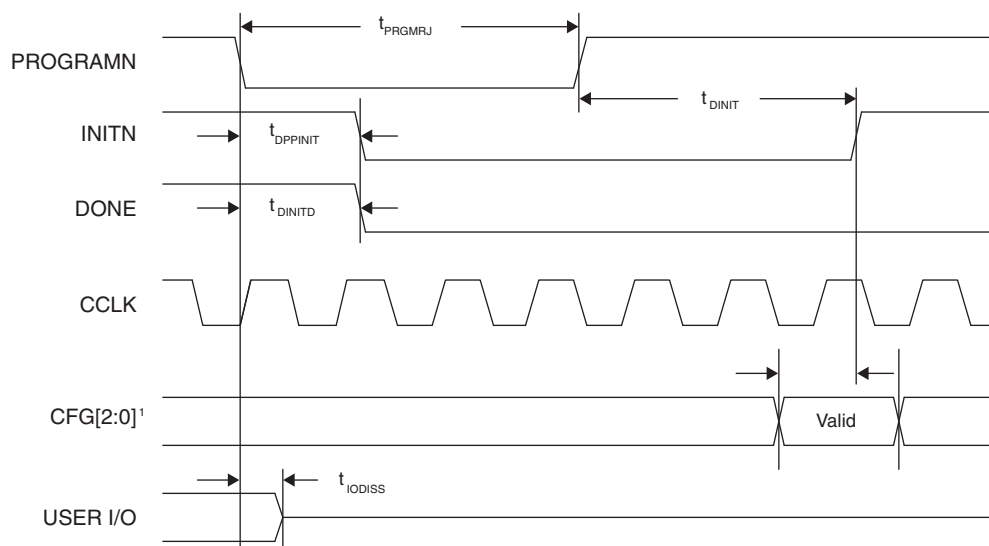 tPRGMRJ
PROGRAMN
tDINIT
INITN
tDPPINIT
DONE
tDINITD
CCLK
CFG[2:0]¹
Valid
tIODISS
USER I/O